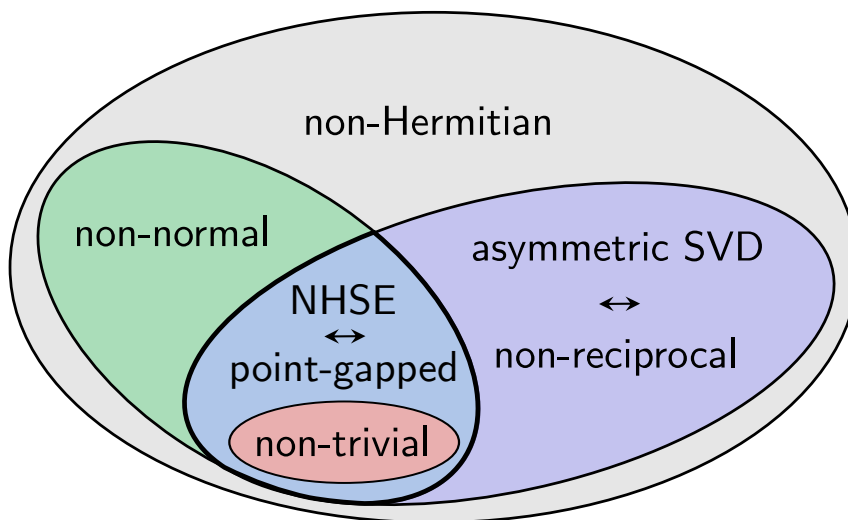 non-Hermitian
non-normal
asymmetric SVD
↔
non-reciprocal
NHSE
↔
point-gapped
non-trivial